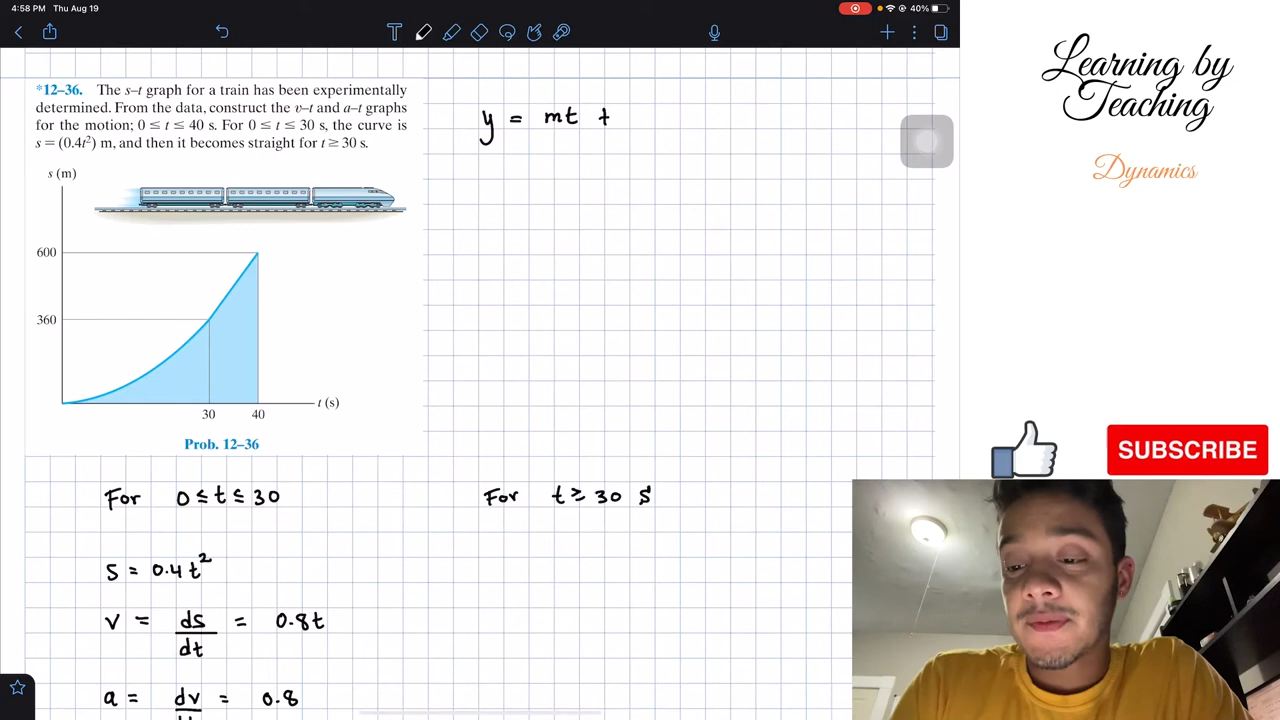 4:58 PM Thu Aug 19
40%
*12–36. The s–t graph for a train has been experimentally
determined. From the data, construct the v–t and a–t graphs
for the motion; 0 ≤ t ≤ 40 s. For 0 ≤ t ≤ 30 s, the curve is
s = (0.4t²) m, and then it becomes straight for t ≥ 30 s.
s (m)
600
360
30
40
t (s)
Prob. 12–36
y = mt +
For 0 ≤ t ≤ 30
s = 0.4 t²
v = ds/dt = 0.8t
a = dv = 0.8
For t ≥ 30 s
Learning by
Teaching
Dynamics
SUBSCRIBE